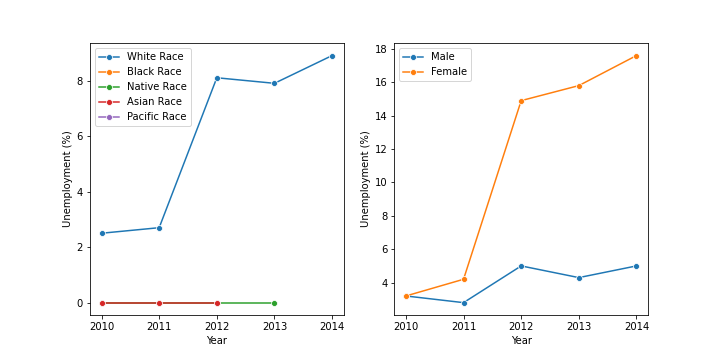 White Race
Black Race
Native Race
Asian Race
Pacific Race
8
6
4
2
0
Unemployment (%)
2010 2011 2012 2013 2014
Year
Male
Female
18
16
14
12
10
8
6
4
Unemployment (%)
2010 2011 2012 2013 2014
Year